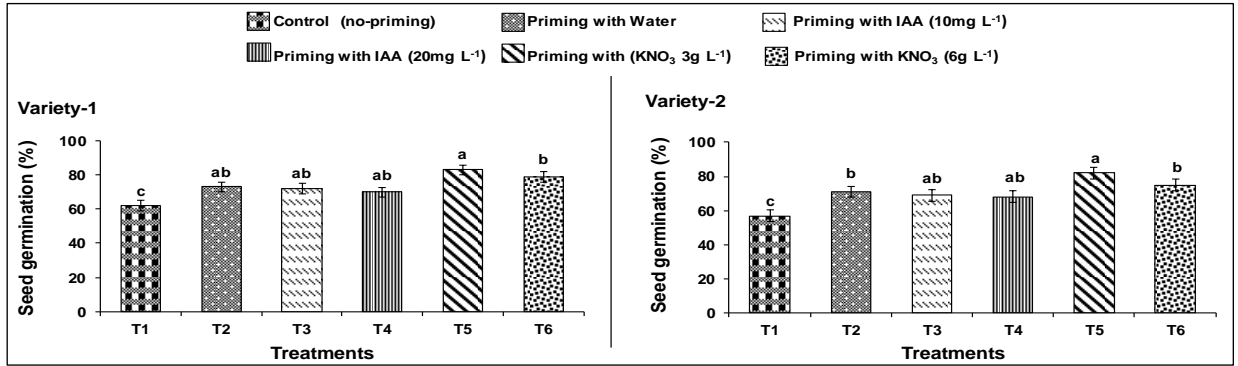 Control (no-priming) Priming with Water Priming with IAA (10mg L⁻¹)
Priming with IAA (20mg L⁻¹) Priming with (KNO₃ 3g L⁻¹) Priming with KNO₃ (6g L⁻¹)
Variety-1
Seed germination (%)
100
80
60
40
20
0
c ab ab ab a b
T1 T2 T3 T4 T5 T6
Treatments
Variety-2
Seed germination (%)
100
80
60
40
20
0
c b ab ab a b
T1 T2 T3 T4 T5 T6
Treatments